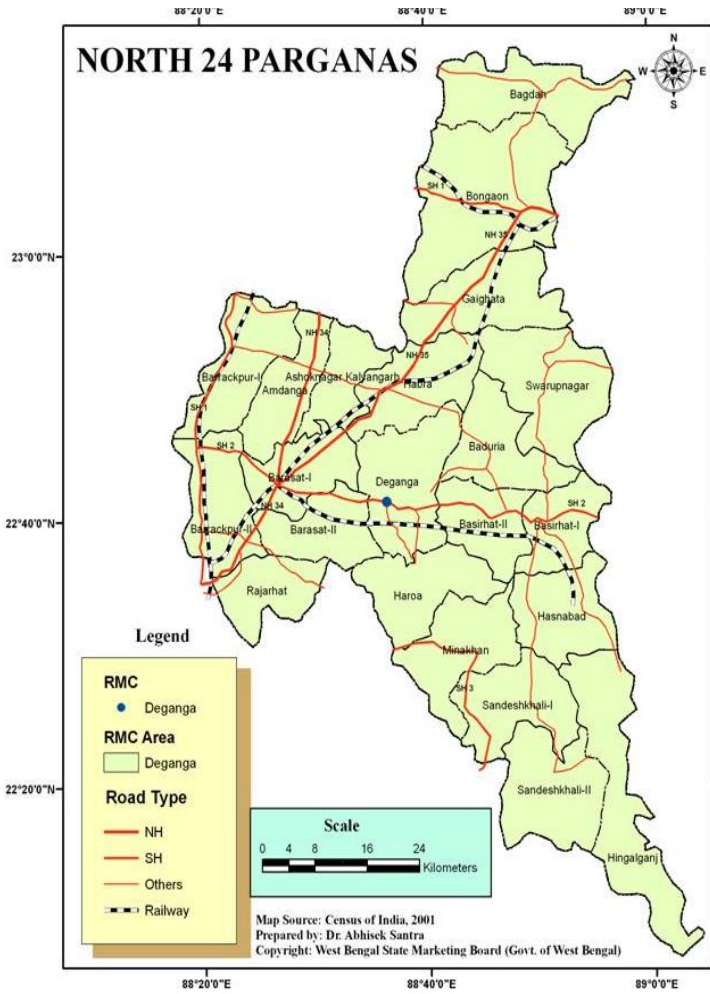 88°20'0"E 88°40'0"E 89°0'0"E
NORTH 24 PARGANAS
N
W E
S
Bagdah
SH 1
Bongaon
NH 35
23°0'0"N
Gaighata
NH 34
NH 35
Barrackpur-I
Ashoknagar Kalyangarh
Habra
Amdanga
Swarupnagar
SH 1
SH 2
Baduria
Barasat-I
Deganga
SH 2
22°40'0"N
Barrackpur-II
NH 34
Barasat-II
Basirhat-II
Basirhat-I
Rajarhat
Haroa
Hasnabad
Minakhan
SH 3
Sandeshkhali-I
Sandeshkhali-II
22°20'0"N
Hingalganj
Legend
RMC
Deganga
RMC Area
Deganga
Road Type
NH
SH
Others
Railway
Scale
0 4 8 16 24
Kilometers
Map Source: Census of India, 2001
Prepared by: Dr. Abhisek Santra
Copyright: West Bengal State Marketing Board (Govt. of West Bengal)
88°20'0"E 88°40'0"E 89°0'0"E